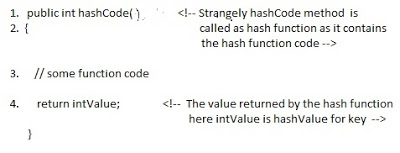 1. public int hashCode() <!-- Strangely hashCode method is
2. { called as hash function as it contains
the hash function code -->
3. // some function code
4. return intValue; <!-- The value returned by the hash function
here intValue is hashValue for key -->
}